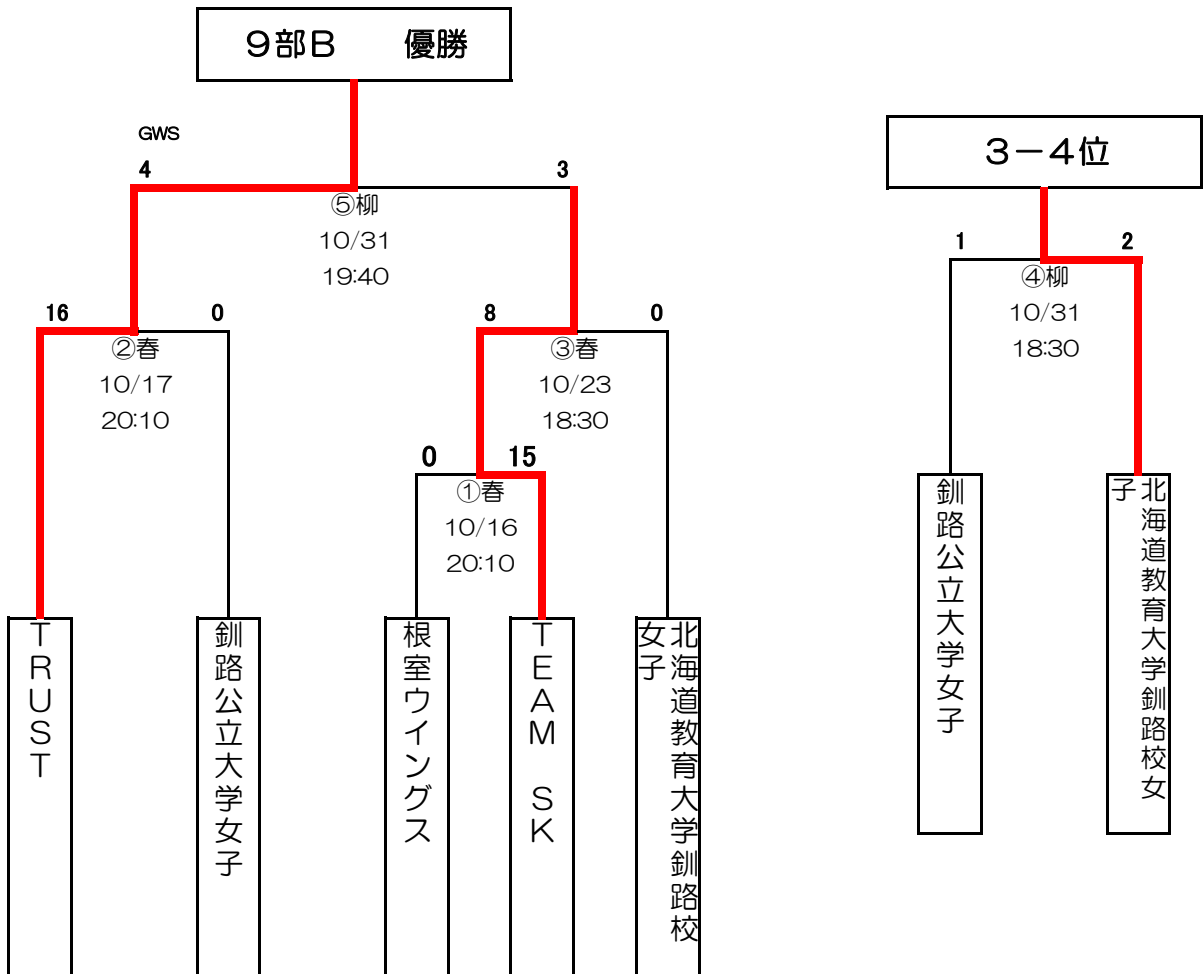 9部B 優勝
GWS
4
3
⑤柳
10/31
19:40
16
0
②春
10/17
20:10
8
0
③春
10/23
18:30
0
15
①春
10/16
20:10
TRUST
釧路公立大学女子
根室ウイングス
TEAM SK
北海道教育大学釧路校
女子
3-4位
1
2
④柳
10/31
18:30
釧路公立大学女子
北海道教育大学釧路校女
子